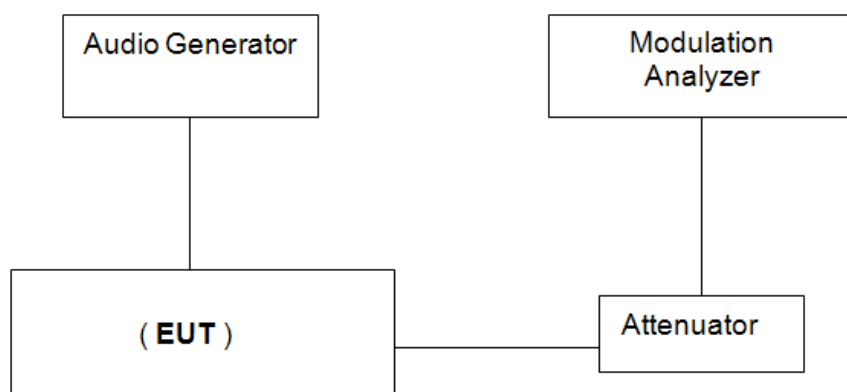 Audio Generator
Modulation
Analyzer
( EUT )
Attenuator